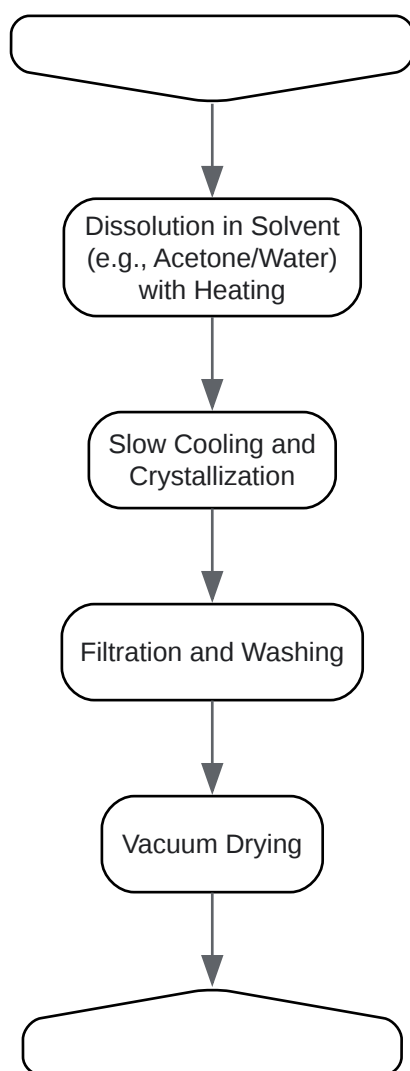 Dissolution in Solvent
(e.g., Acetone/Water)
with Heating
Slow Cooling and
Crystallization
Filtration and Washing
Vacuum Drying